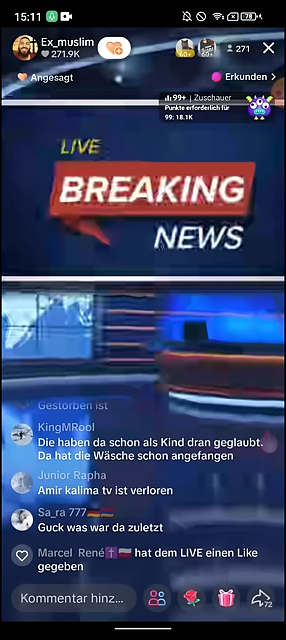 15:11
78
Ex_muslim
271.9K
60+
60+
271
Angesagt
Erkunden >
99+ | Zuschauer
Punkte erforderlich für
99: 18.1K
LIVE
BREAKING
NEWS
Gestorben ist
KingMRool
Die haben da schon als Kind dran geglaubt.
Da hat die Wäsche schon angefangen
Junior Rapha
Amir kalima tv ist verloren
Sa_ra 777🇩🇪🇦🇹
Guck was war da zuletzt
Marcel René✝️🇵🇱 hat dem LIVE einen Like
gegeben
Kommentar hinz...
72